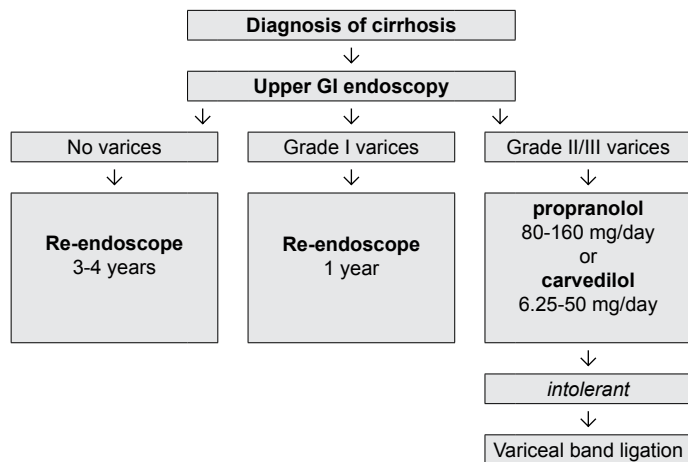 Diagnosis of cirrhosis
Upper GI endoscopy
No varices
Grade I varices
Grade II/III varices
Re-endoscope
3-4 years
Re-endoscope
1 year
propranolol
80-160 mg/day
or
carvedilol
6.25-50 mg/day
intolerant
Variceal band ligation